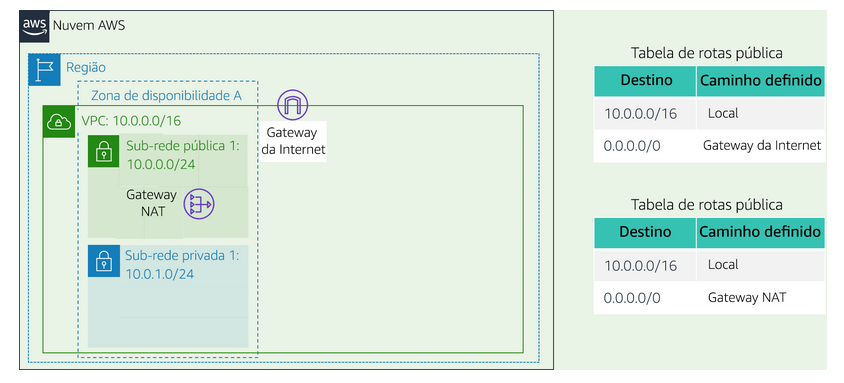 aws
Nuvem AWS
Região
Zona de disponibilidade A
VPC: 10.0.0.0/16
Sub-rede pública 1:
10.0.0.0/24
Gateway
NAT
Sub-rede privada 1:
10.0.1.0/24
Gateway
da Internet
Tabela de rotas pública
Destino Caminho definido
10.0.0.0/16 Local
0.0.0.0/0 Gateway da Internet
Tabela de rotas pública
Destino Caminho definido
10.0.0.0/16 Local
0.0.0.0/0 Gateway NAT